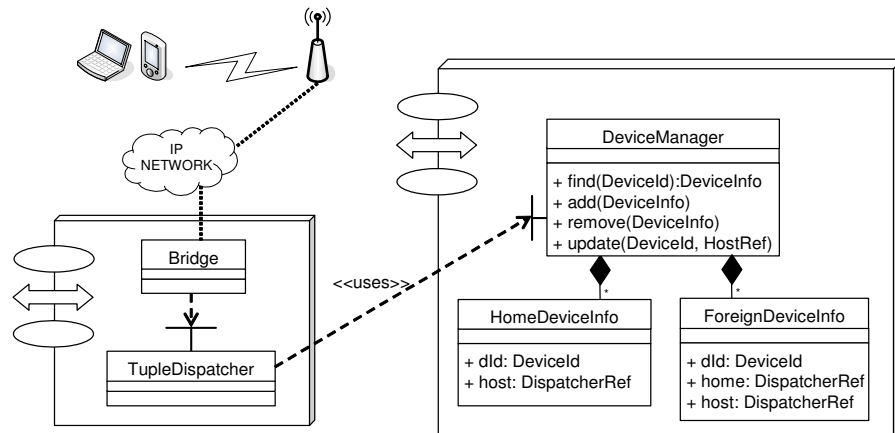 IP
NETWORK
Bridge
TupleDispatcher
<<uses>>
DeviceManager
+ find(DeviceId):DeviceInfo
+ add(DeviceInfo)
+ remove(DeviceInfo)
+ update(DeviceId, HostRef)
*
*
HomeDeviceInfo
+ dId: DeviceId
+ host: DispatcherRef
ForeignDeviceInfo
+ dId: DeviceId
+ home: DispatcherRef
+ host: DispatcherRef